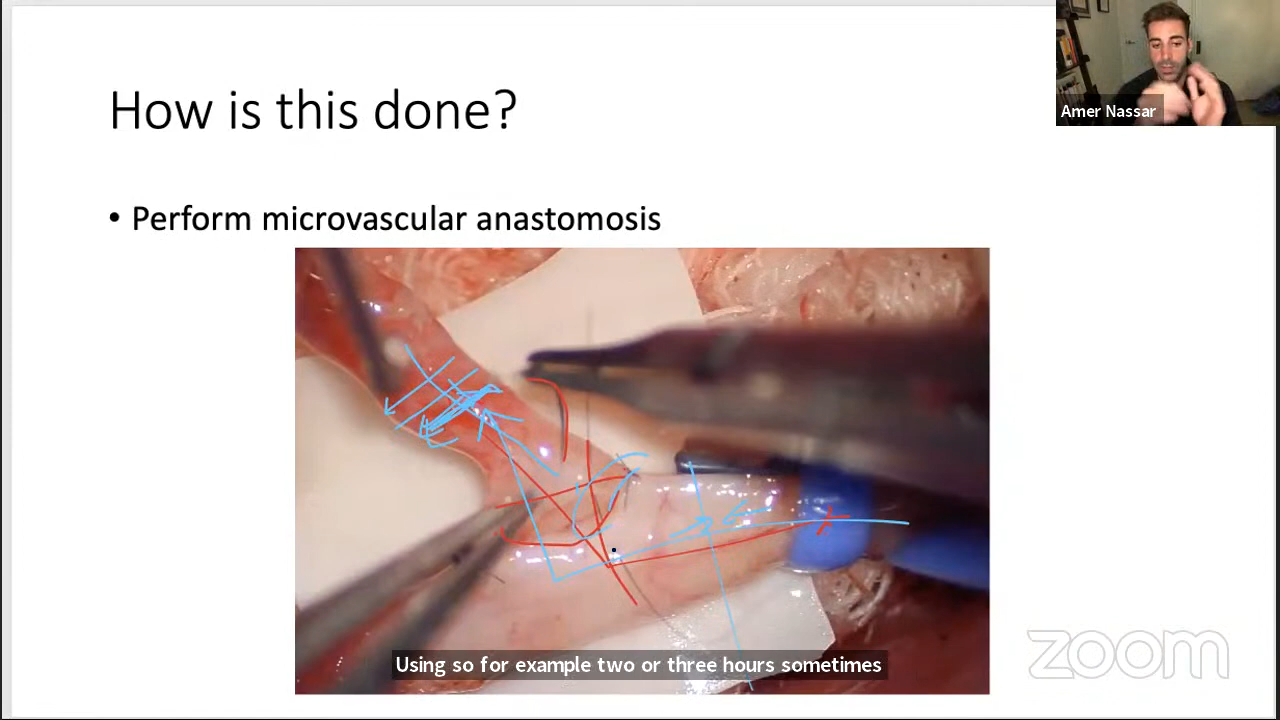 How is this done?
Amer Nassar
• Perform microvascular anastomosis
Using so for example two or three hours sometimes
zoom